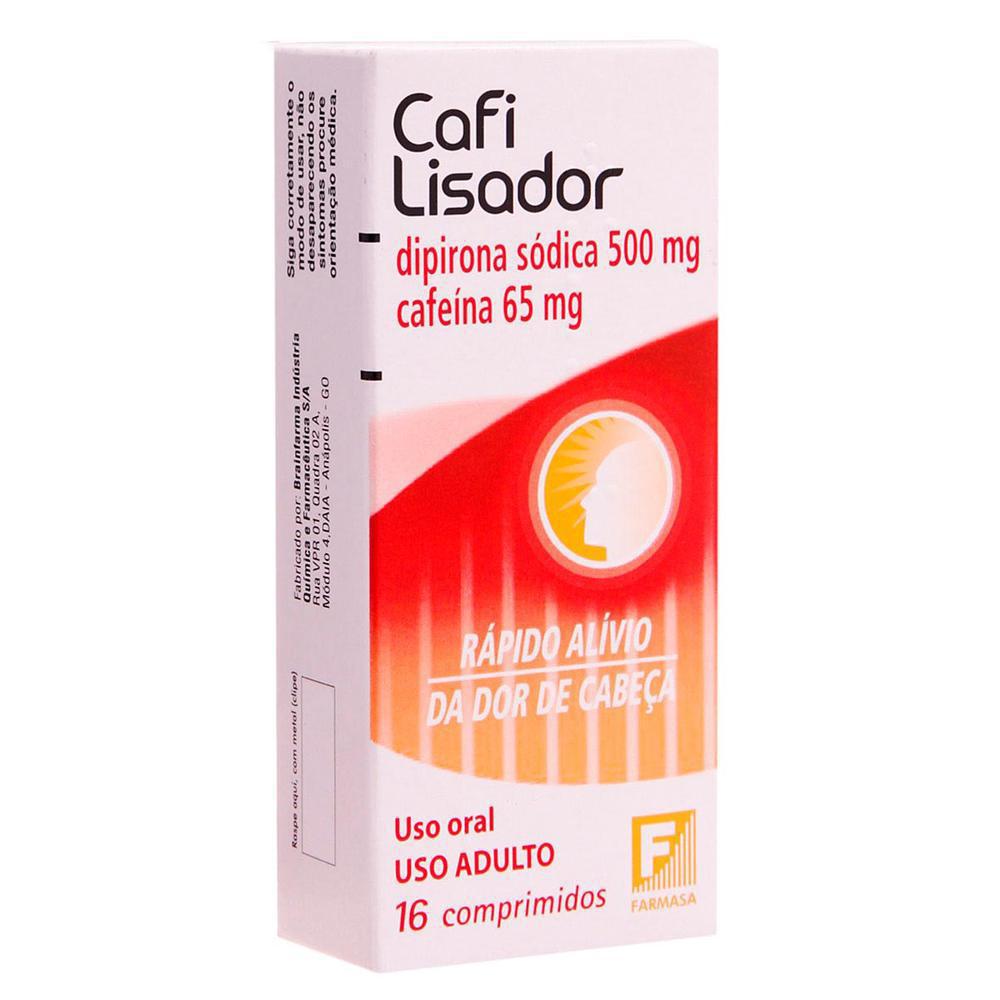 Cafi
Lisador
dipirona sódica 500 mg
cafeína 65 mg
RÁPIDO ALÍVIO
DA DOR DE CABEÇA
Uso oral
USO ADULTO
16 comprimidos
F
FARMASA
Siga corretamente o
modo de usar, não
desaparecendo os
sintomas procure
orientação médica.
Fabricado por: Brainfarma Indústria
Química e Farmacêutica S/A
Rua VPR 01, Quadra 02 A,
Módulo 4,DAIA - Anápolis - GO
Raspe aqui, com metal (clipe)